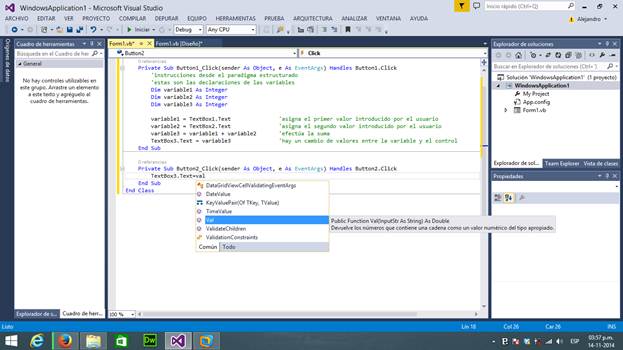 WindowsApplication1 - Microsoft Visual Studio
ARCHIVO EDITAR VER PROYECTO COMPILAR DEPURAR EQUIPO HERRAMIENTAS PRUEBA ARQUITECTURA ANALIZAR VENTANA AYUDA
Alejandro
Iniciar Debug Any CPU
Orígenes de datos
Cuadro de herramientas
Buscar en el cuadro de herra
General
No hay controles utilizables en
este grupo. Arrastre un elemento
a este texto y agréguelo al
cuadro de herramientas.
Form1.vb* Form1.vb [Diseño]*
Button2 Click
0 referencias
Private Sub Button1_Click(sender As Object, e As EventArgs) Handles Button1.Click
'Instrucciones desde el paradigma estructurado
'estas son las declaraciones de las variables
Dim variable1 As Integer
Dim variable2 As Integer
Dim variable3 As Integer
variable1 = TextBox1.Text 'asigna el primer valor introducido por el usuario
variable2 = TextBox2.Text 'asigna el segundo valor introducido por el usuario
variable3 = variable1 + variable2 'efectúa la suma
TextBox3.Text = variable3 'hay un cambio de valores entre la variable y el control
End Sub
0 referencias
Private Sub Button2_Click(sender As Object, e As EventArgs) Handles Button2.Click
TextBox3.Text=val
End Sub
End Class
DataGridViewCellValidatingEventArgs
DateValue
KeyValuePair(Of TKey, TValue)
TimeValue
Val
ValidateChildren
ValidationConstraints
Común Todo
Public Function Val(InputStr As String) As Double
Devuelve los números que contiene una cadena como un valor numérico del tipo apropiado.
100 %
Explorador de soluciones
Buscar en Explorador de soluciones
Solución 'WindowsApplication1' (1 proyecto)
WindowsApplication1
My Project
App.config
Form1.vb
Explorador de sol... Team Explorer Vista de clases
Propiedades
Explorador de s... Cuadro de herr...
Listo Lín 18 Col 26 Car 26 INS
ESP
03:57 p.m.
14-11-2014